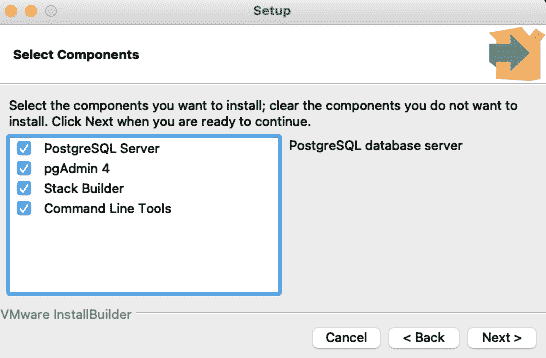 Setup
Select Components
Select the components you want to install; clear the components you do not want to
install. Click Next when you are ready to continue.
PostgreSQL Server
PostgreSQL database server
pgAdmin 4
Stack Builder
Command Line Tools
VMware InstallBuilder
Cancel
< Back
Next >